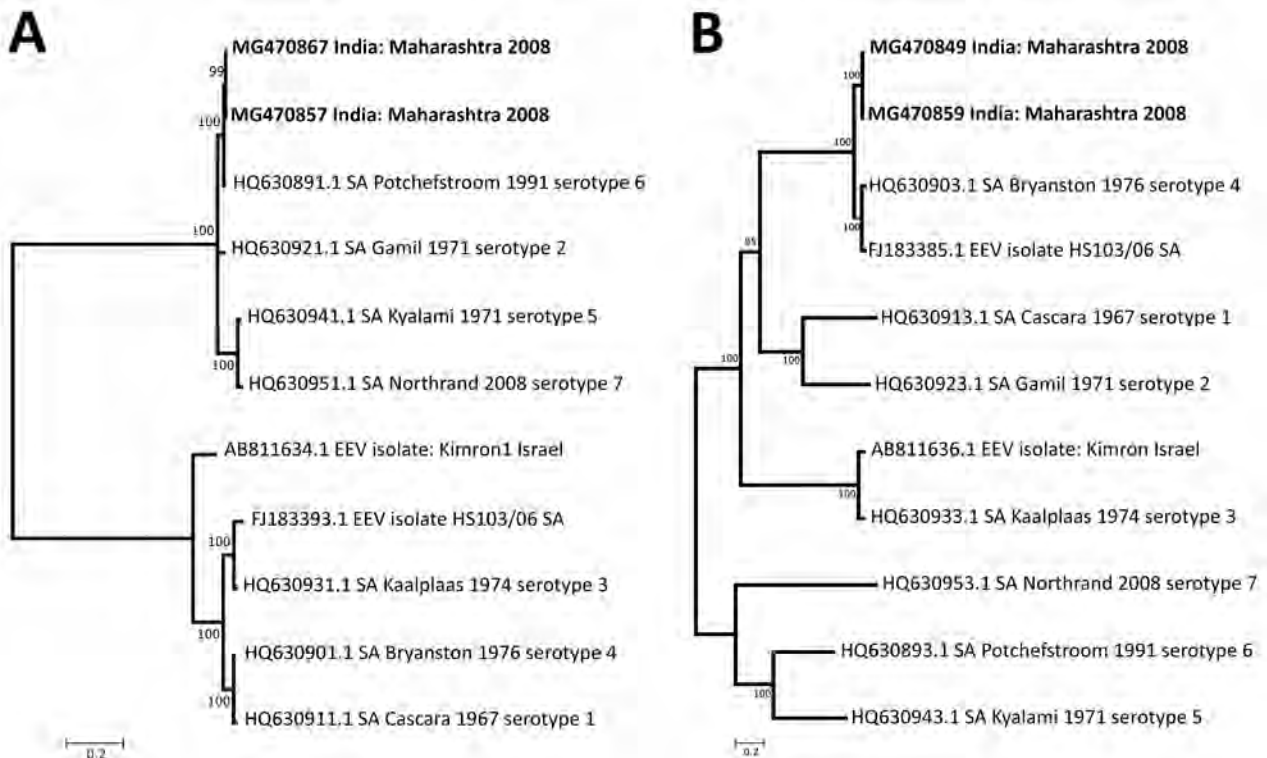 A
MG470867 India: Maharashtra 2008
99
MG470857 India: Maharashtra 2008
100
HQ630891.1 SA Potchefstroom 1991 serotype 6
100
HQ630921.1 SA Gamil 1971 serotype 2
HQ630941.1 SA Kyalami 1971 serotype 5
100
HQ630951.1 SA Northrand 2008 serotype 7
AB811634.1 EEV isolate: Kimron1 Israel
FJ183393.1 EEV isolate HS103/06 SA
100
HQ630931.1 SA Kaalplaas 1974 serotype 3
100
HQ630901.1 SA Bryanston 1976 serotype 4
100
HQ630911.1 SA Cascara 1967 serotype 1
0.2
B
MG470849 India: Maharashtra 2008
100
MG470859 India: Maharashtra 2008
100
HQ630903.1 SA Bryanston 1976 serotype 4
100
FJ183385.1 EEV isolate HS103/06 SA
85
HQ630913.1 SA Cascara 1967 serotype 1
100
100
HQ630923.1 SA Gamil 1971 serotype 2
AB811636.1 EEV isolate: Kimron Israel
100
HQ630933.1 SA Kaalplaas 1974 serotype 3
HQ630953.1 SA Northrand 2008 serotype 7
HQ630893.1 SA Potchefstroom 1991 serotype 6
100
HQ630943.1 SA Kyalami 1971 serotype 5
0.2